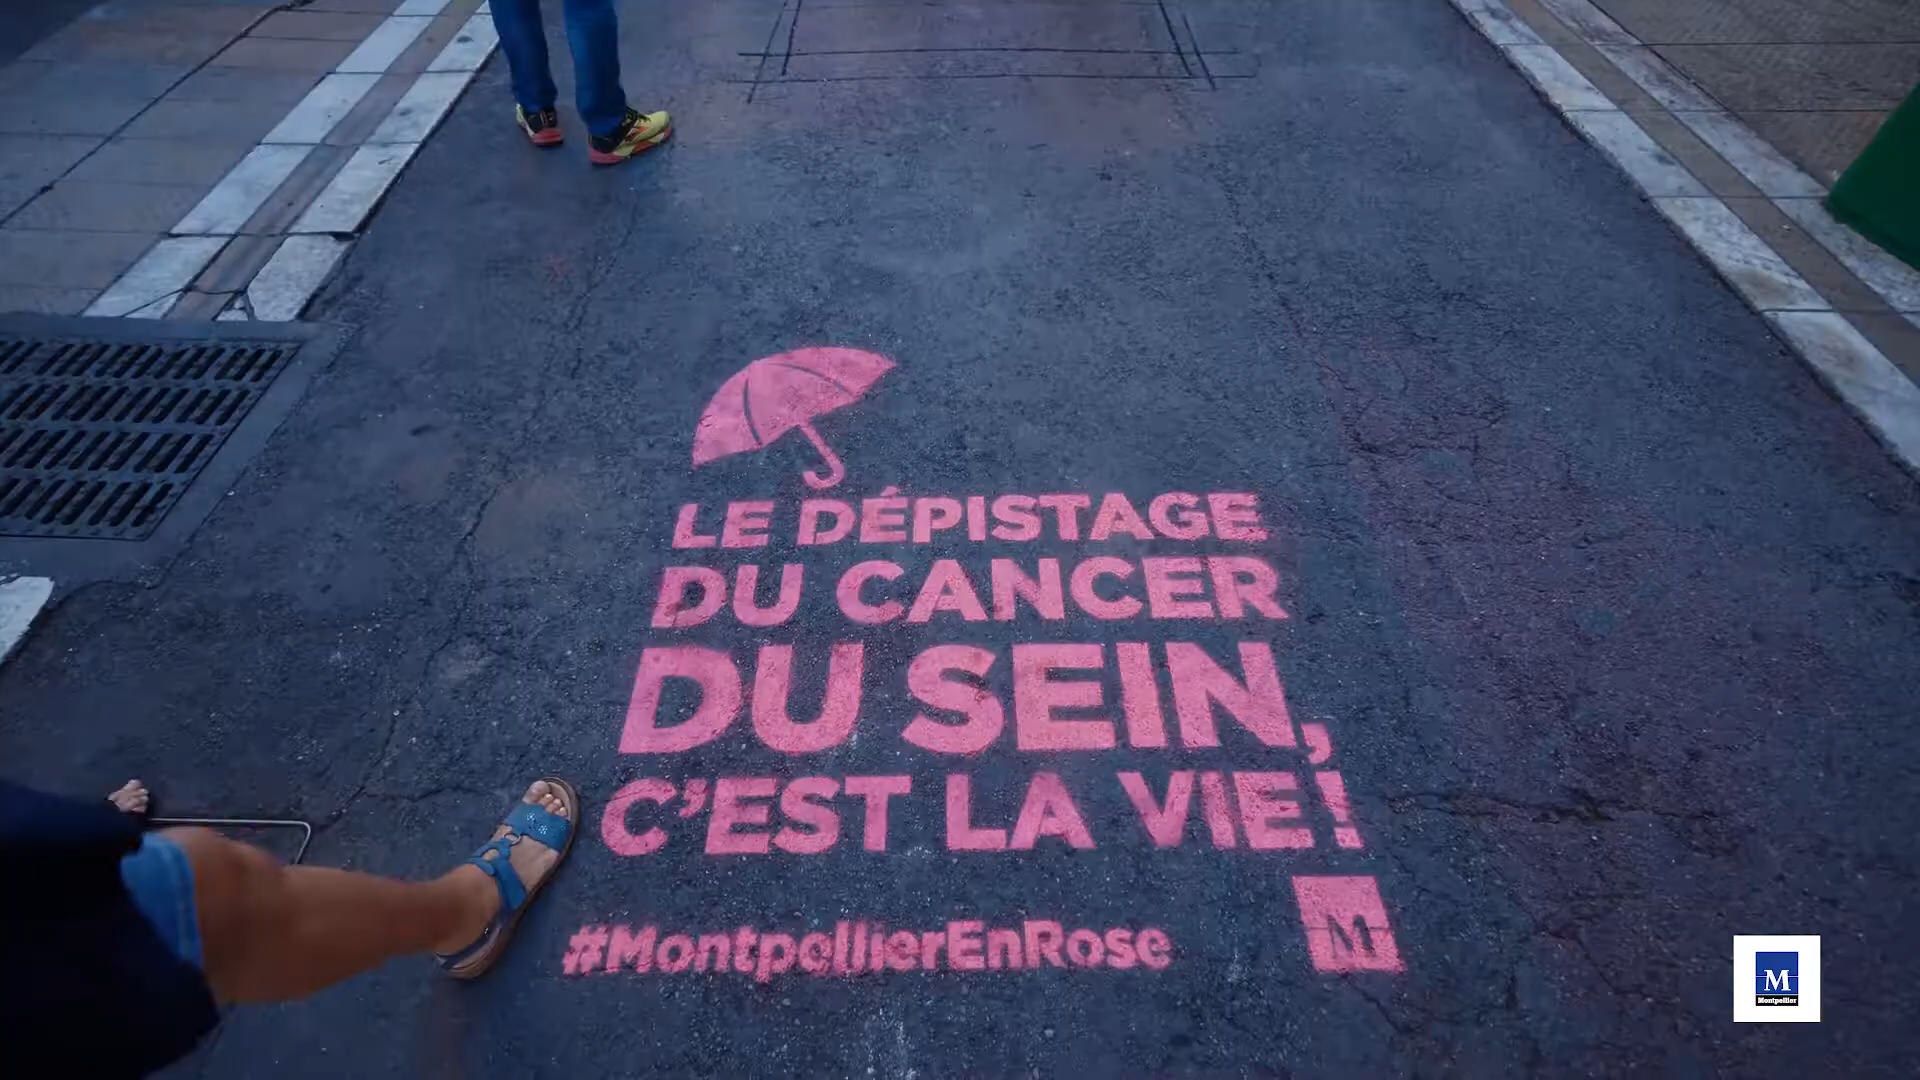 LE DÉPISTAGE
DU CANCER
DU SEIN,
C'EST LA VIE!
#MontpellierEnRose
M
M
Montpellier